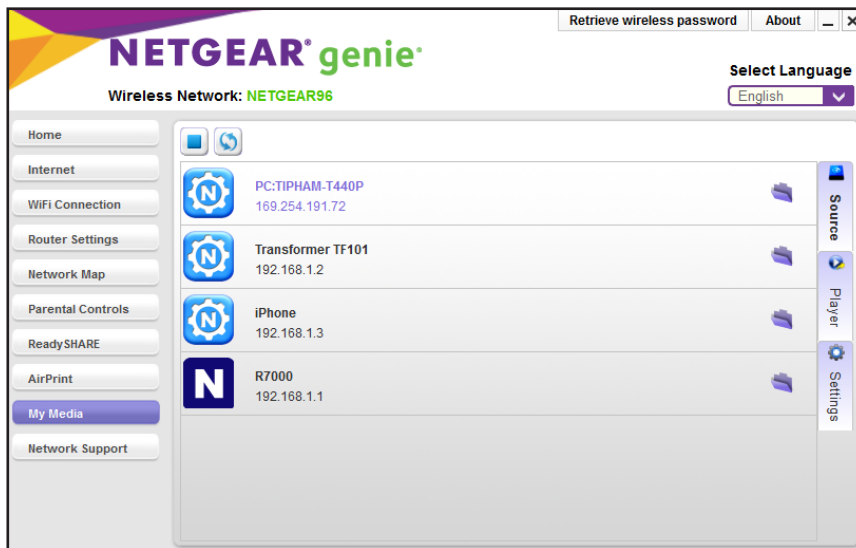 Retrieve wireless password About
NETGEAR® genie®
Select Language
Wireless Network: NETGEAR96
English
Home
Internet
WiFi Connection
Router Settings
Network Map
Parental Controls
ReadySHARE
AirPrint
My Media
Network Support
PC:TIPHAM-T440P
169.254.191.72
Transformer TF101
192.168.1.2
iPhone
192.168.1.3
N
R7000
192.168.1.1
Source
Player
Settings